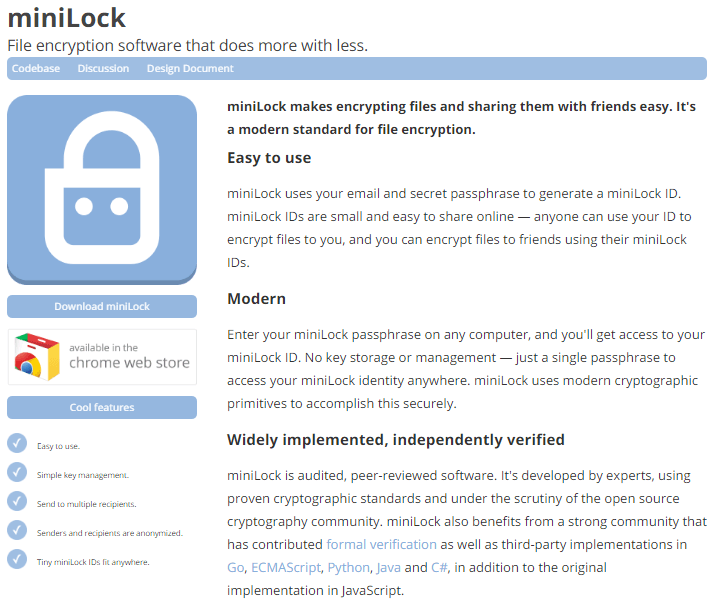 miniLock
File encryption software that does more with less.
Codebase Discussion Design Document
Download miniLock
available in the
chrome web store
Cool features
Easy to use.
Simple key management.
Send to multiple recipients.
Senders and recipients are anonymized.
Tiny miniLock IDs fit anywhere.
miniLock makes encrypting files and sharing them with friends easy. It's
a modern standard for file encryption.
Easy to use
miniLock uses your email and secret passphrase to generate a miniLock ID.
miniLock IDs are small and easy to share online — anyone can use your ID to
encrypt files to you, and you can encrypt files to friends using their miniLock
IDs.
Modern
Enter your miniLock passphrase on any computer, and you'll get access to your
miniLock ID. No key storage or management — just a single passphrase to
access your miniLock identity anywhere. miniLock uses modern cryptographic
primitives to accomplish this securely.
Widely implemented, independently verified
miniLock is audited, peer-reviewed software. It's developed by experts, using
proven cryptographic standards and under the scrutiny of the open source
cryptography community. miniLock also benefits from a strong community that
has contributed formal verification as well as third-party implementations in
Go, ECMAScript, Python, Java and C#, in addition to the original
implementation in JavaScript.